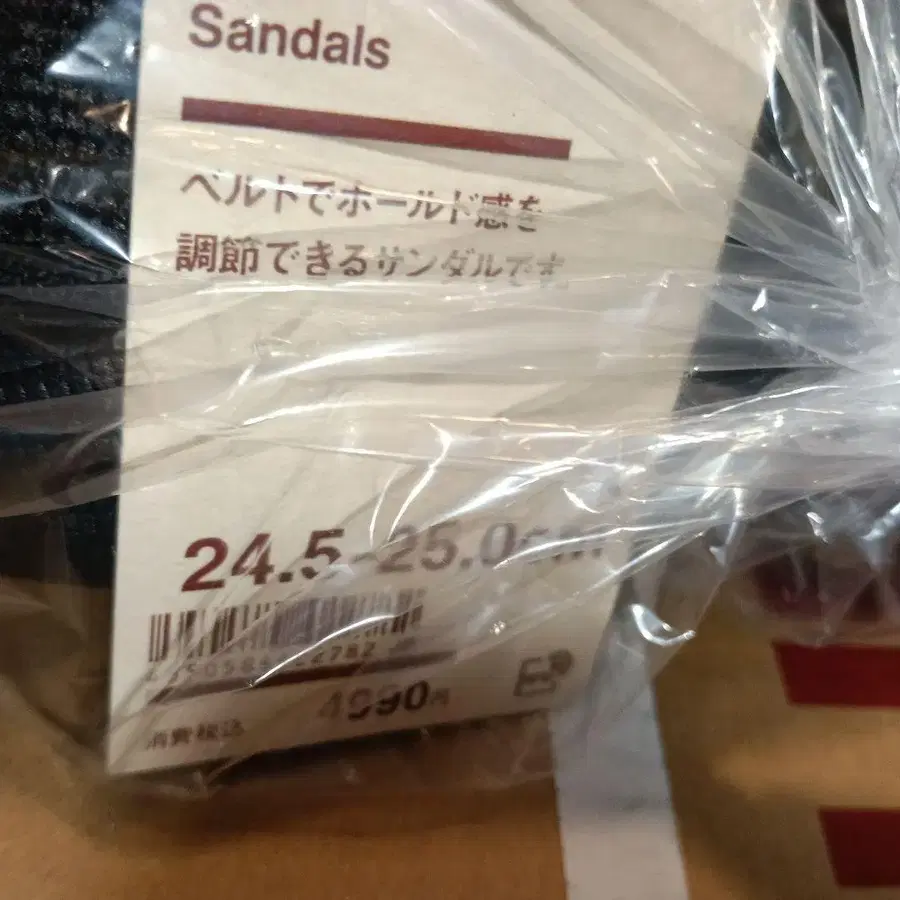 Sandals
ベルトでホールド感を
調節できるサンダルです。
24.5~25.0cm
4990円
消費税込